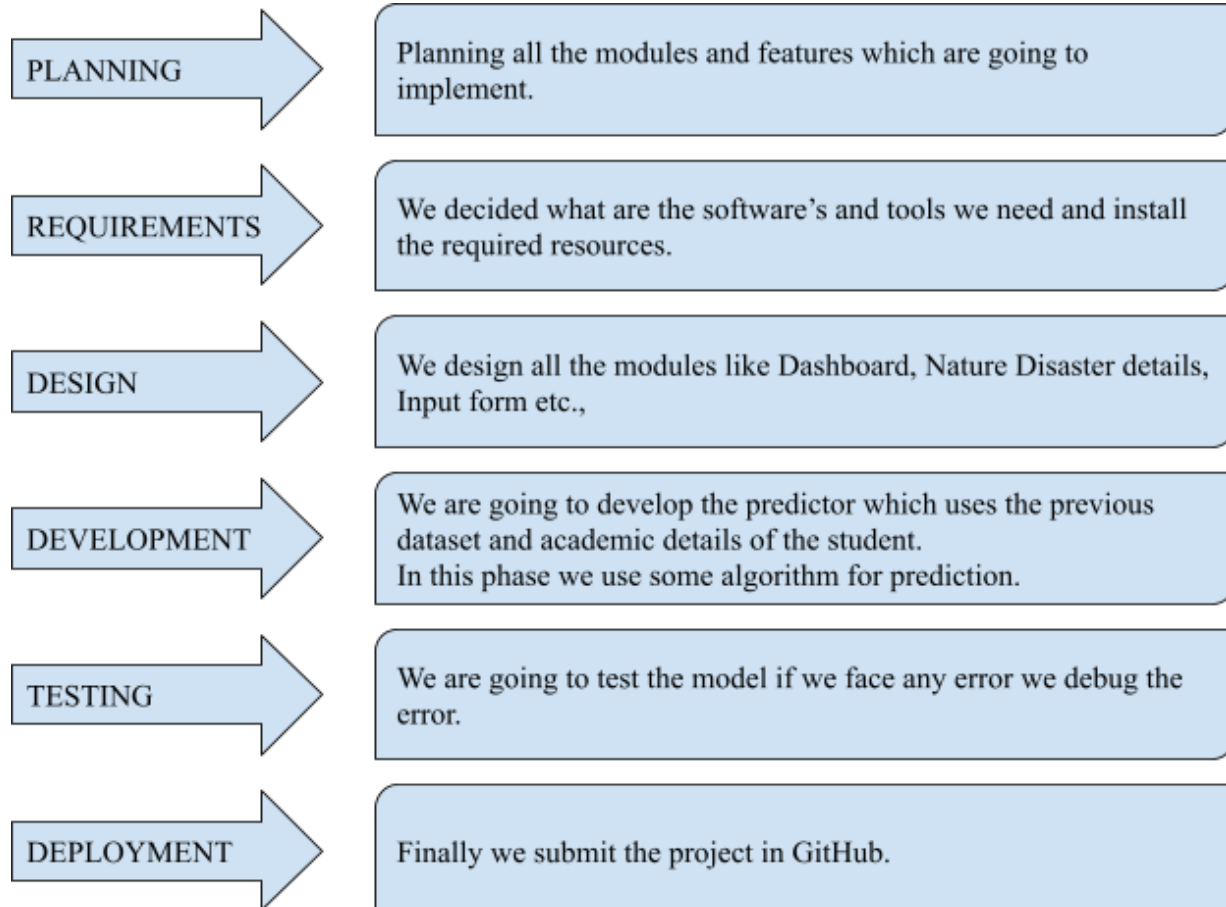 PLANNING
Planning all the modules and features which are going to
implement.
REQUIREMENTS
We decided what are the software’s and tools we need and install
the required resources.
DESIGN
We design all the modules like Dashboard, Nature Disaster details,
Input form etc.,
DEVELOPMENT
We are going to develop the predictor which uses the previous
dataset and academic details of the student.
In this phase we use some algorithm for prediction.
TESTING
We are going to test the model if we face any error we debug the
error.
DEPLOYMENT
Finally we submit the project in GitHub.